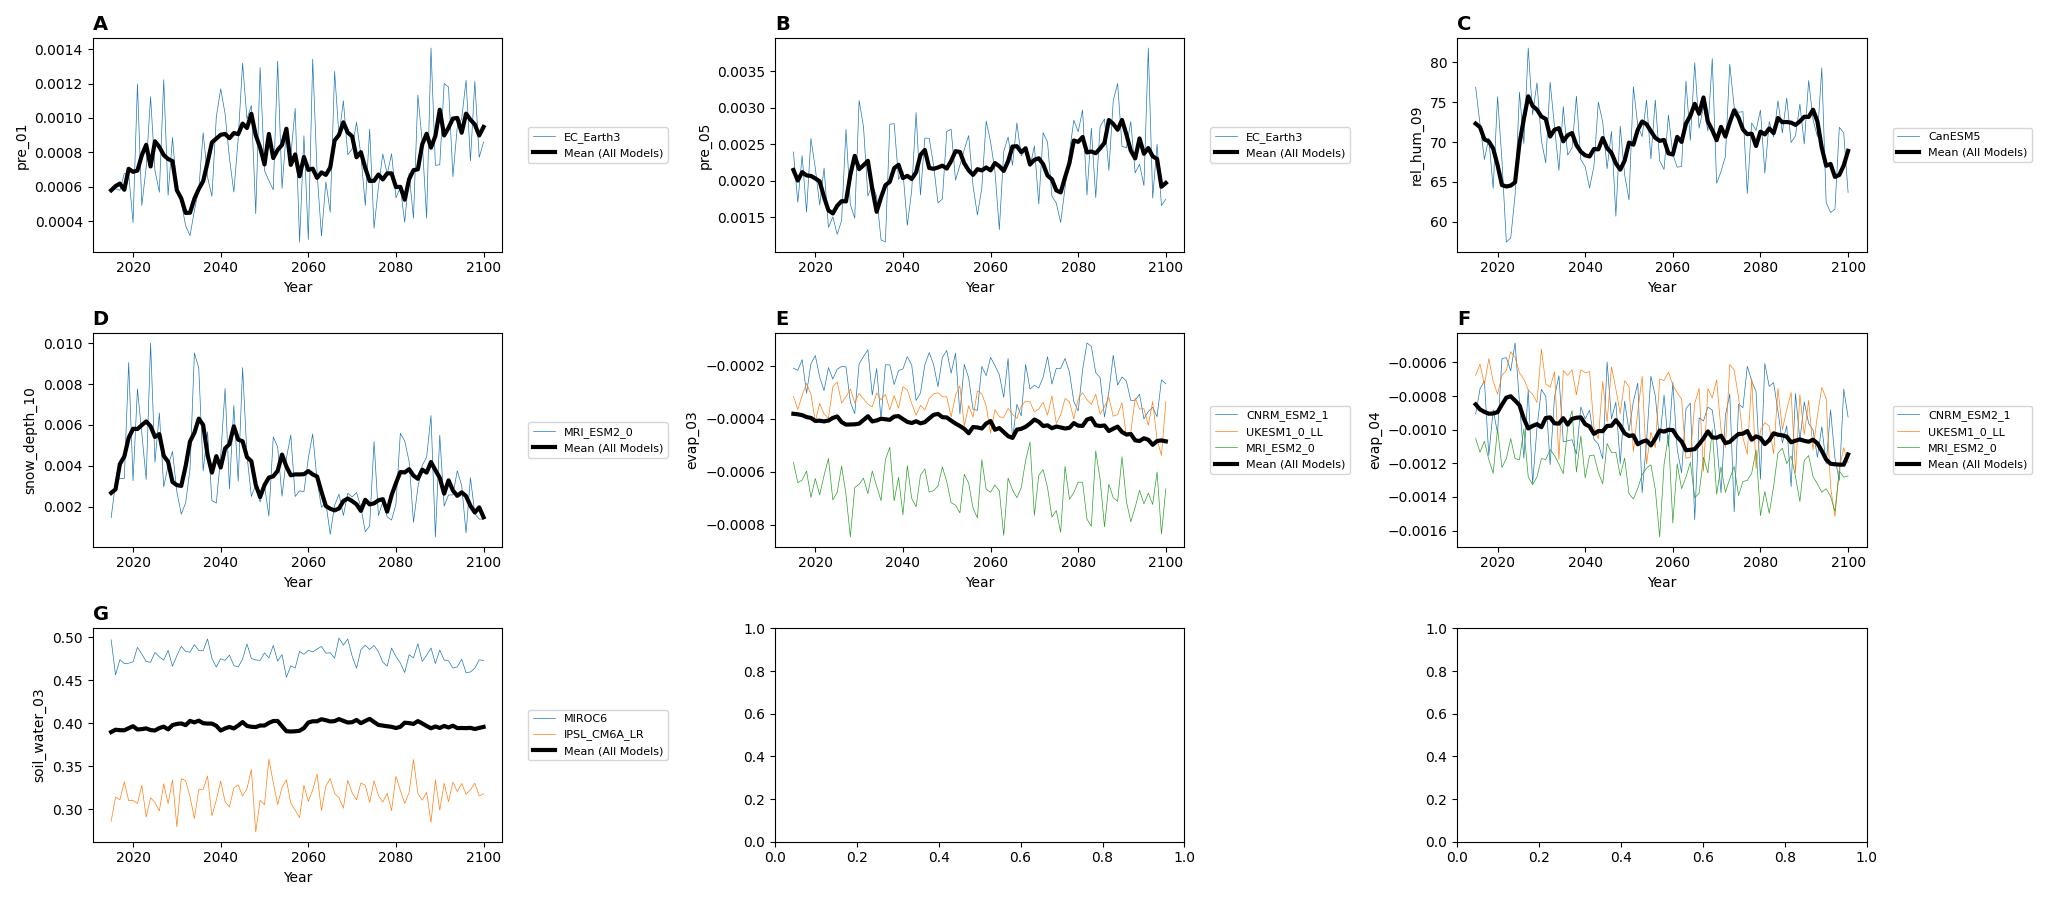 A
pre_01
0.0014
0.0012
0.0010
0.0008
0.0006
0.0004
2020 2040 2060 2080 2100
Year
EC_Earth3
Mean (All Models)
B
pre_05
0.0035
0.0030
0.0025
0.0020
0.0015
2020 2040 2060 2080 2100
Year
EC_Earth3
Mean (All Models)
C
rel_hum_09
80
75
70
65
60
2020 2040 2060 2080 2100
Year
CanESM5
Mean (All Models)
D
snow_depth_10
0.010
0.008
0.006
0.004
0.002
2020 2040 2060 2080 2100
Year
MRI_ESM2_0
Mean (All Models)
E
evap_03
−0.0002
−0.0004
−0.0006
−0.0008
2020 2040 2060 2080 2100
Year
CNRM_ESM2_1
UKESM1_0_LL
MRI_ESM2_0
Mean (All Models)
F
evap_04
−0.0006
−0.0008
−0.0010
−0.0012
−0.0014
−0.0016
2020 2040 2060 2080 2100
Year
CNRM_ESM2_1
UKESM1_0_LL
MRI_ESM2_0
Mean (All Models)
G
soil_water_03
0.50
0.45
0.40
0.35
0.30
2020 2040 2060 2080 2100
Year
MIROC6
IPSL_CM6A_LR
Mean (All Models)
1.0
0.8
0.6
0.4
0.2
0.0
0.0 0.2 0.4 0.6 0.8 1.0
1.0
0.8
0.6
0.4
0.2
0.0
0.0 0.2 0.4 0.6 0.8 1.0